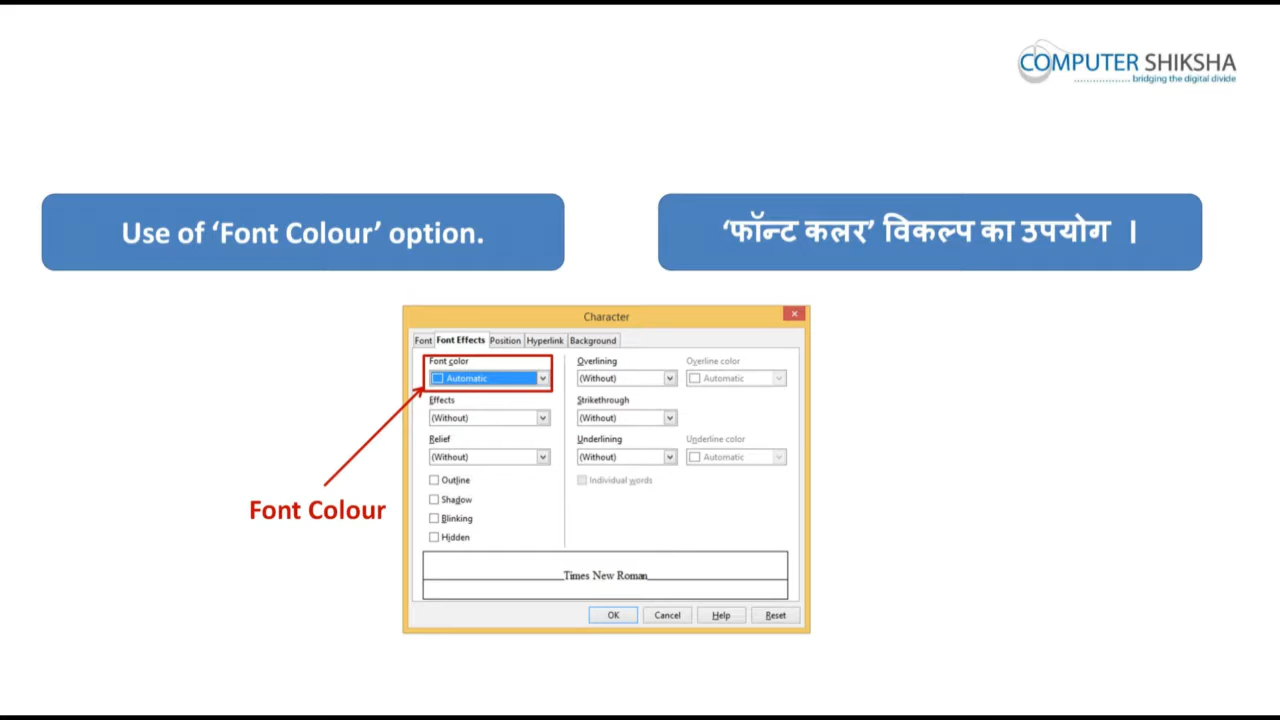 COMPUTER SHIKSHA
bridging the digital divide
Use of ‘Font Colour’ option.
‘फॉन्ट कलर’ विकल्प का उपयोग ।
Character
Font Font Effects Position Hyperlink Background
Font color
Automatic
Effects
(Without)
Relief
(Without)
Outline
Shadow
Blinking
Hidden
Overlining
(Without)
Overline color
Automatic
Strikethrough
(Without)
Underlining
(Without)
Underline color
Automatic
Individual words
Font Colour
Times New Roman
OK Cancel Help Reset